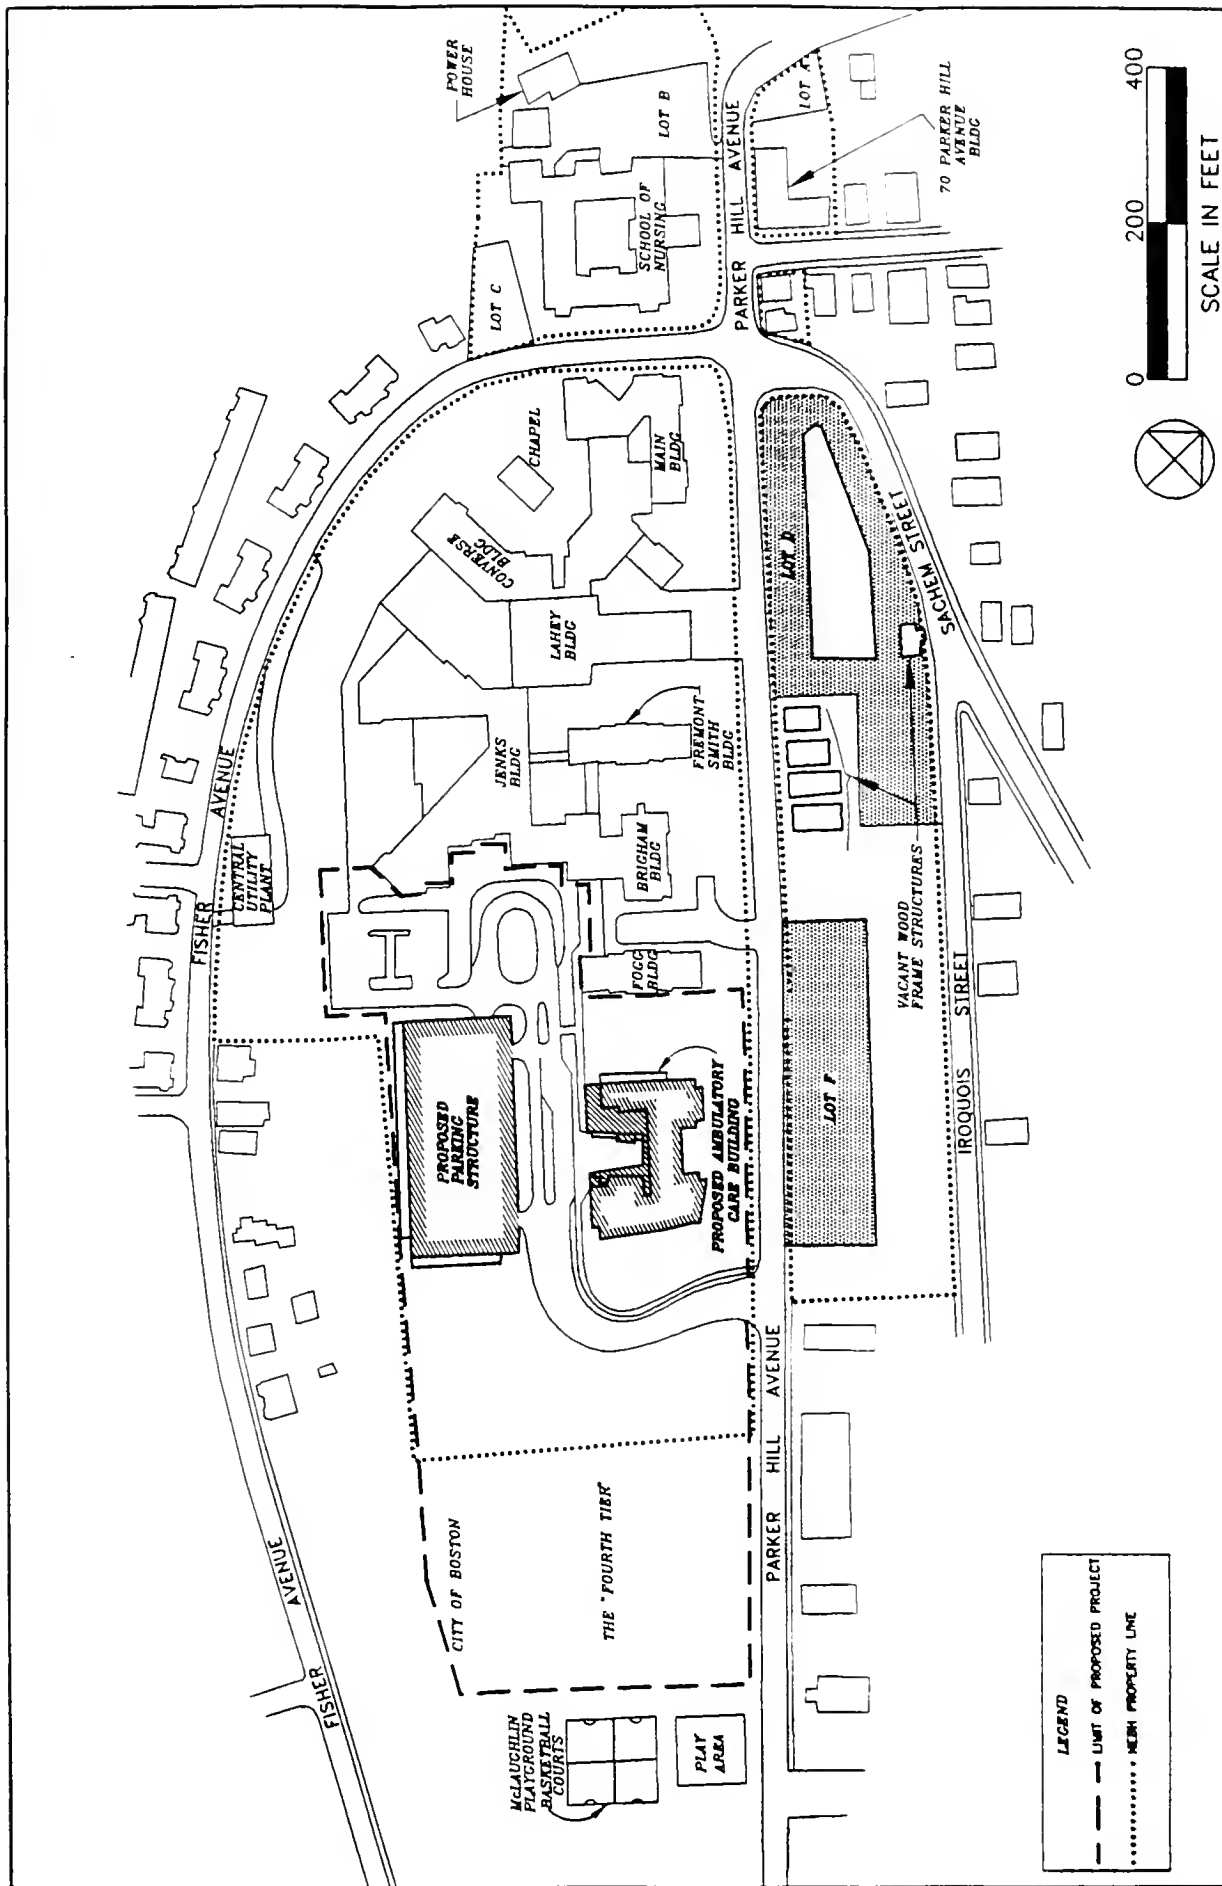 POWER
HOUSE
LOT B
LOT A
SCHOOL OF
NURSING
LOT C
PARKER HILL AVENUE
70 PARKER HILL
AVENUE
BLDG
0 200 400
SCALE IN FEET
CHAPEL
MAIN
BLDG
CONVERSE
BLDG
LAHEY
BLDG
LOT D
SACHEM STREET
JENKS
BLDG
FREMONT
SMITH
BLDG
BRIGHAM
BLDG
FISHER AVENUE
CENTRAL
UTILITY
PLANT
FOGG
BLDG
VACANT WOOD
FRAME STRUCTURES
IROQUOIS STREET
PROPOSED
PARKING
STRUCTURE
PROPOSED AMBULATORY
CARE BUILDING
LOT F
PARKER HILL AVENUE
CITY OF BOSTON
THE "FOURTH TIER"
FISHER AVENUE
McLAUGHLIN
PLAYGROUND
BASKETBALL
COURTS
PLAY
AREA
LEGEND
LIMIT OF PROPOSED PROJECT
NEBH PROPERTY LINE